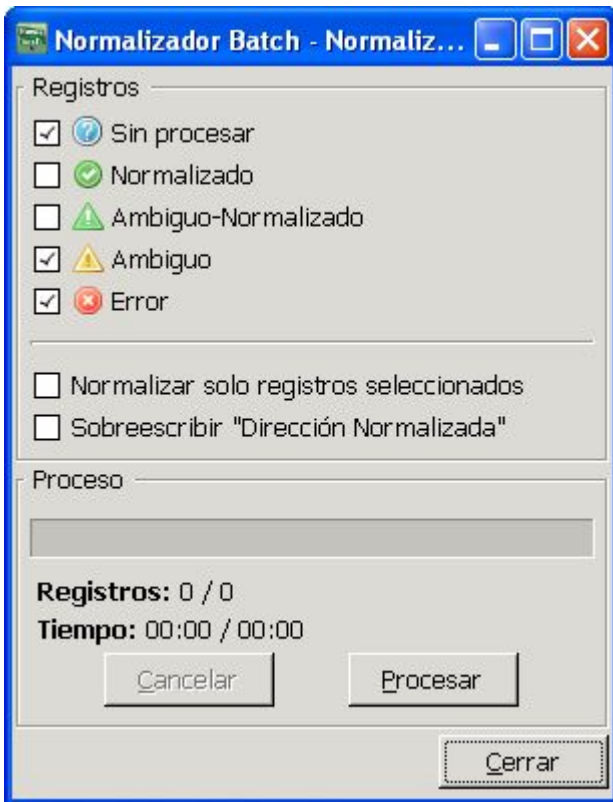 Normalizador Batch - Normaliz...
Registros
Sin procesar
Normalizado
Ambiguo-Normalizado
Ambiguo
Error
Normalizar solo registros seleccionados
Sobreescribir "Dirección Normalizada"
Proceso
Registros: 0 / 0
Tiempo: 00:00 / 00:00
Cancelar Procesar
Cerrar